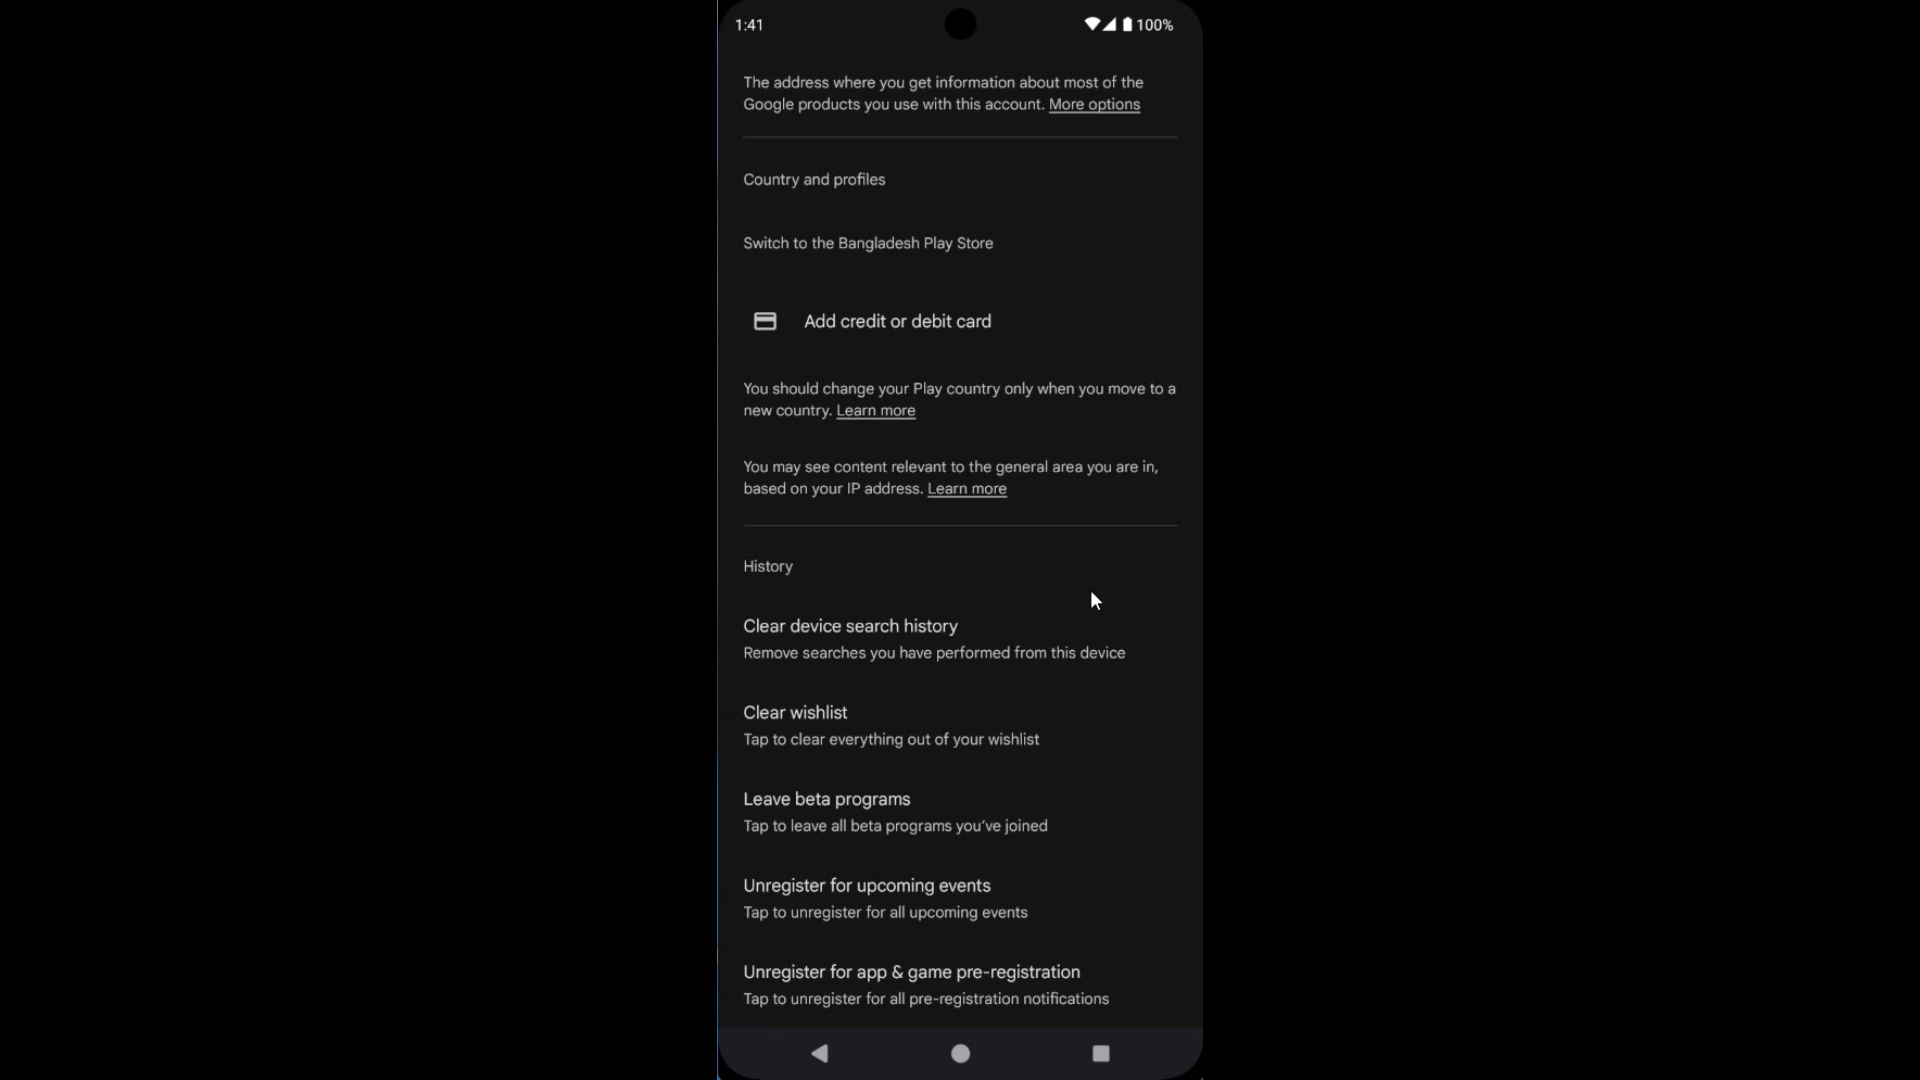 1:41
100%
The address where you get information about most of the
Google products you use with this account. More options
Country and profiles
Switch to the Bangladesh Play Store
Add credit or debit card
You should change your Play country only when you move to a
new country. Learn more
You may see content relevant to the general area you are in,
based on your IP address. Learn more
History
Clear device search history
Remove searches you have performed from this device
Clear wishlist
Tap to clear everything out of your wishlist
Leave beta programs
Tap to leave all beta programs you've joined
Unregister for upcoming events
Tap to unregister for all upcoming events
Unregister for app & game pre-registration
Tap to unregister for all pre-registration notifications